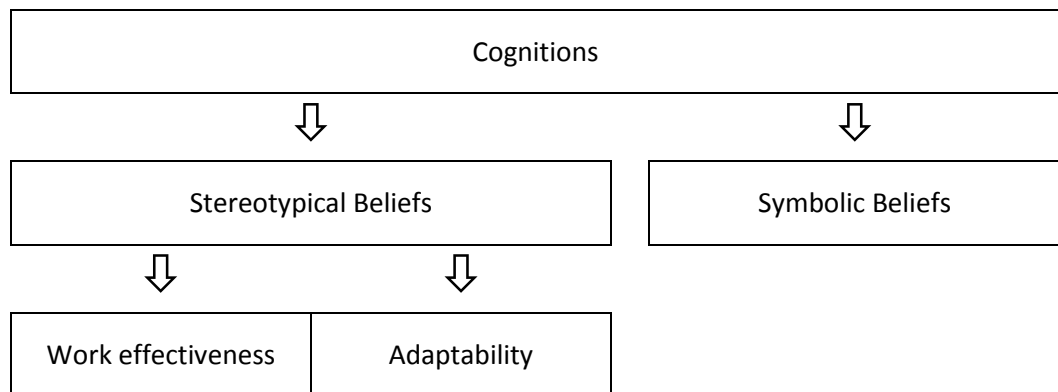 Cognitions
Stereotypical Beliefs
Symbolic Beliefs
Work effectiveness
Adaptability